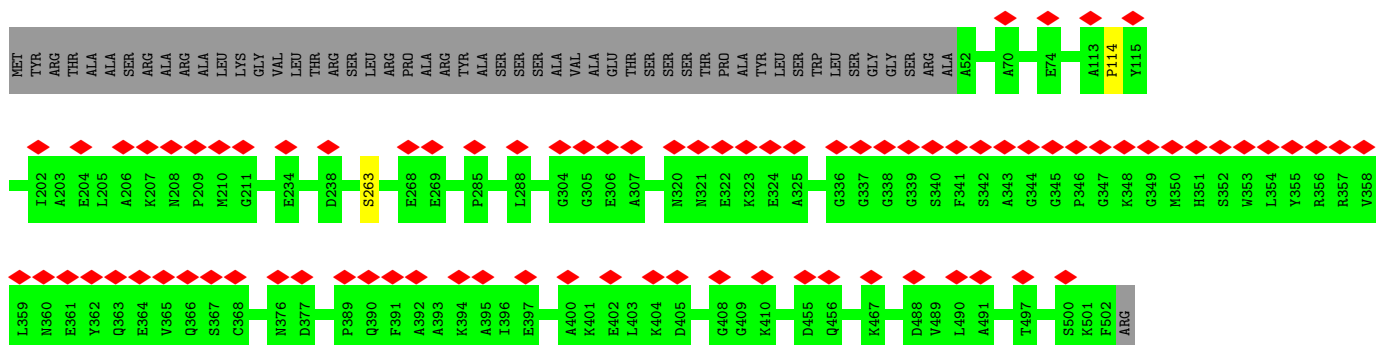 MET TYR ARG THR ALA ALA SER ARG ALA ARG ALA LEU LYS GLY VAL LEU THR ARG SER LEU ARG PRO ALA ARG TYR ALA SER SER SER ALA VAL ALA GLU THR SER SER SER THR PRO ALA TYR LEU SER TRP LEU SER GLY GLY SER ARG ALA A52 A70 E74 A113 P114 Y115
I202 A203 E204 L205 A206 K207 N208 P209 M210 G211 E234 D238 S263 E268 E269 P285 L288 G304 G305 E306 A307 N320 N321 E322 K323 E324 A325 G336 G337 G338 G339 S340 F341 S342 A343 G344 G345 P346 G347 K348 G349 M350 H351 S352 W353 L354 Y355 R356 R357 V358
L359 N360 E361 Y362 Q363 E364 V365 Q366 S367 C368 N376 D377 P389 Q390 F391 A392 A393 K394 A395 I396 E397 A400 K401 E402 L403 K404 D405 G408 G409 K410 D455 Q456 K467 D488 V489 L490 A491 T497 S500 K501 F502 ARG